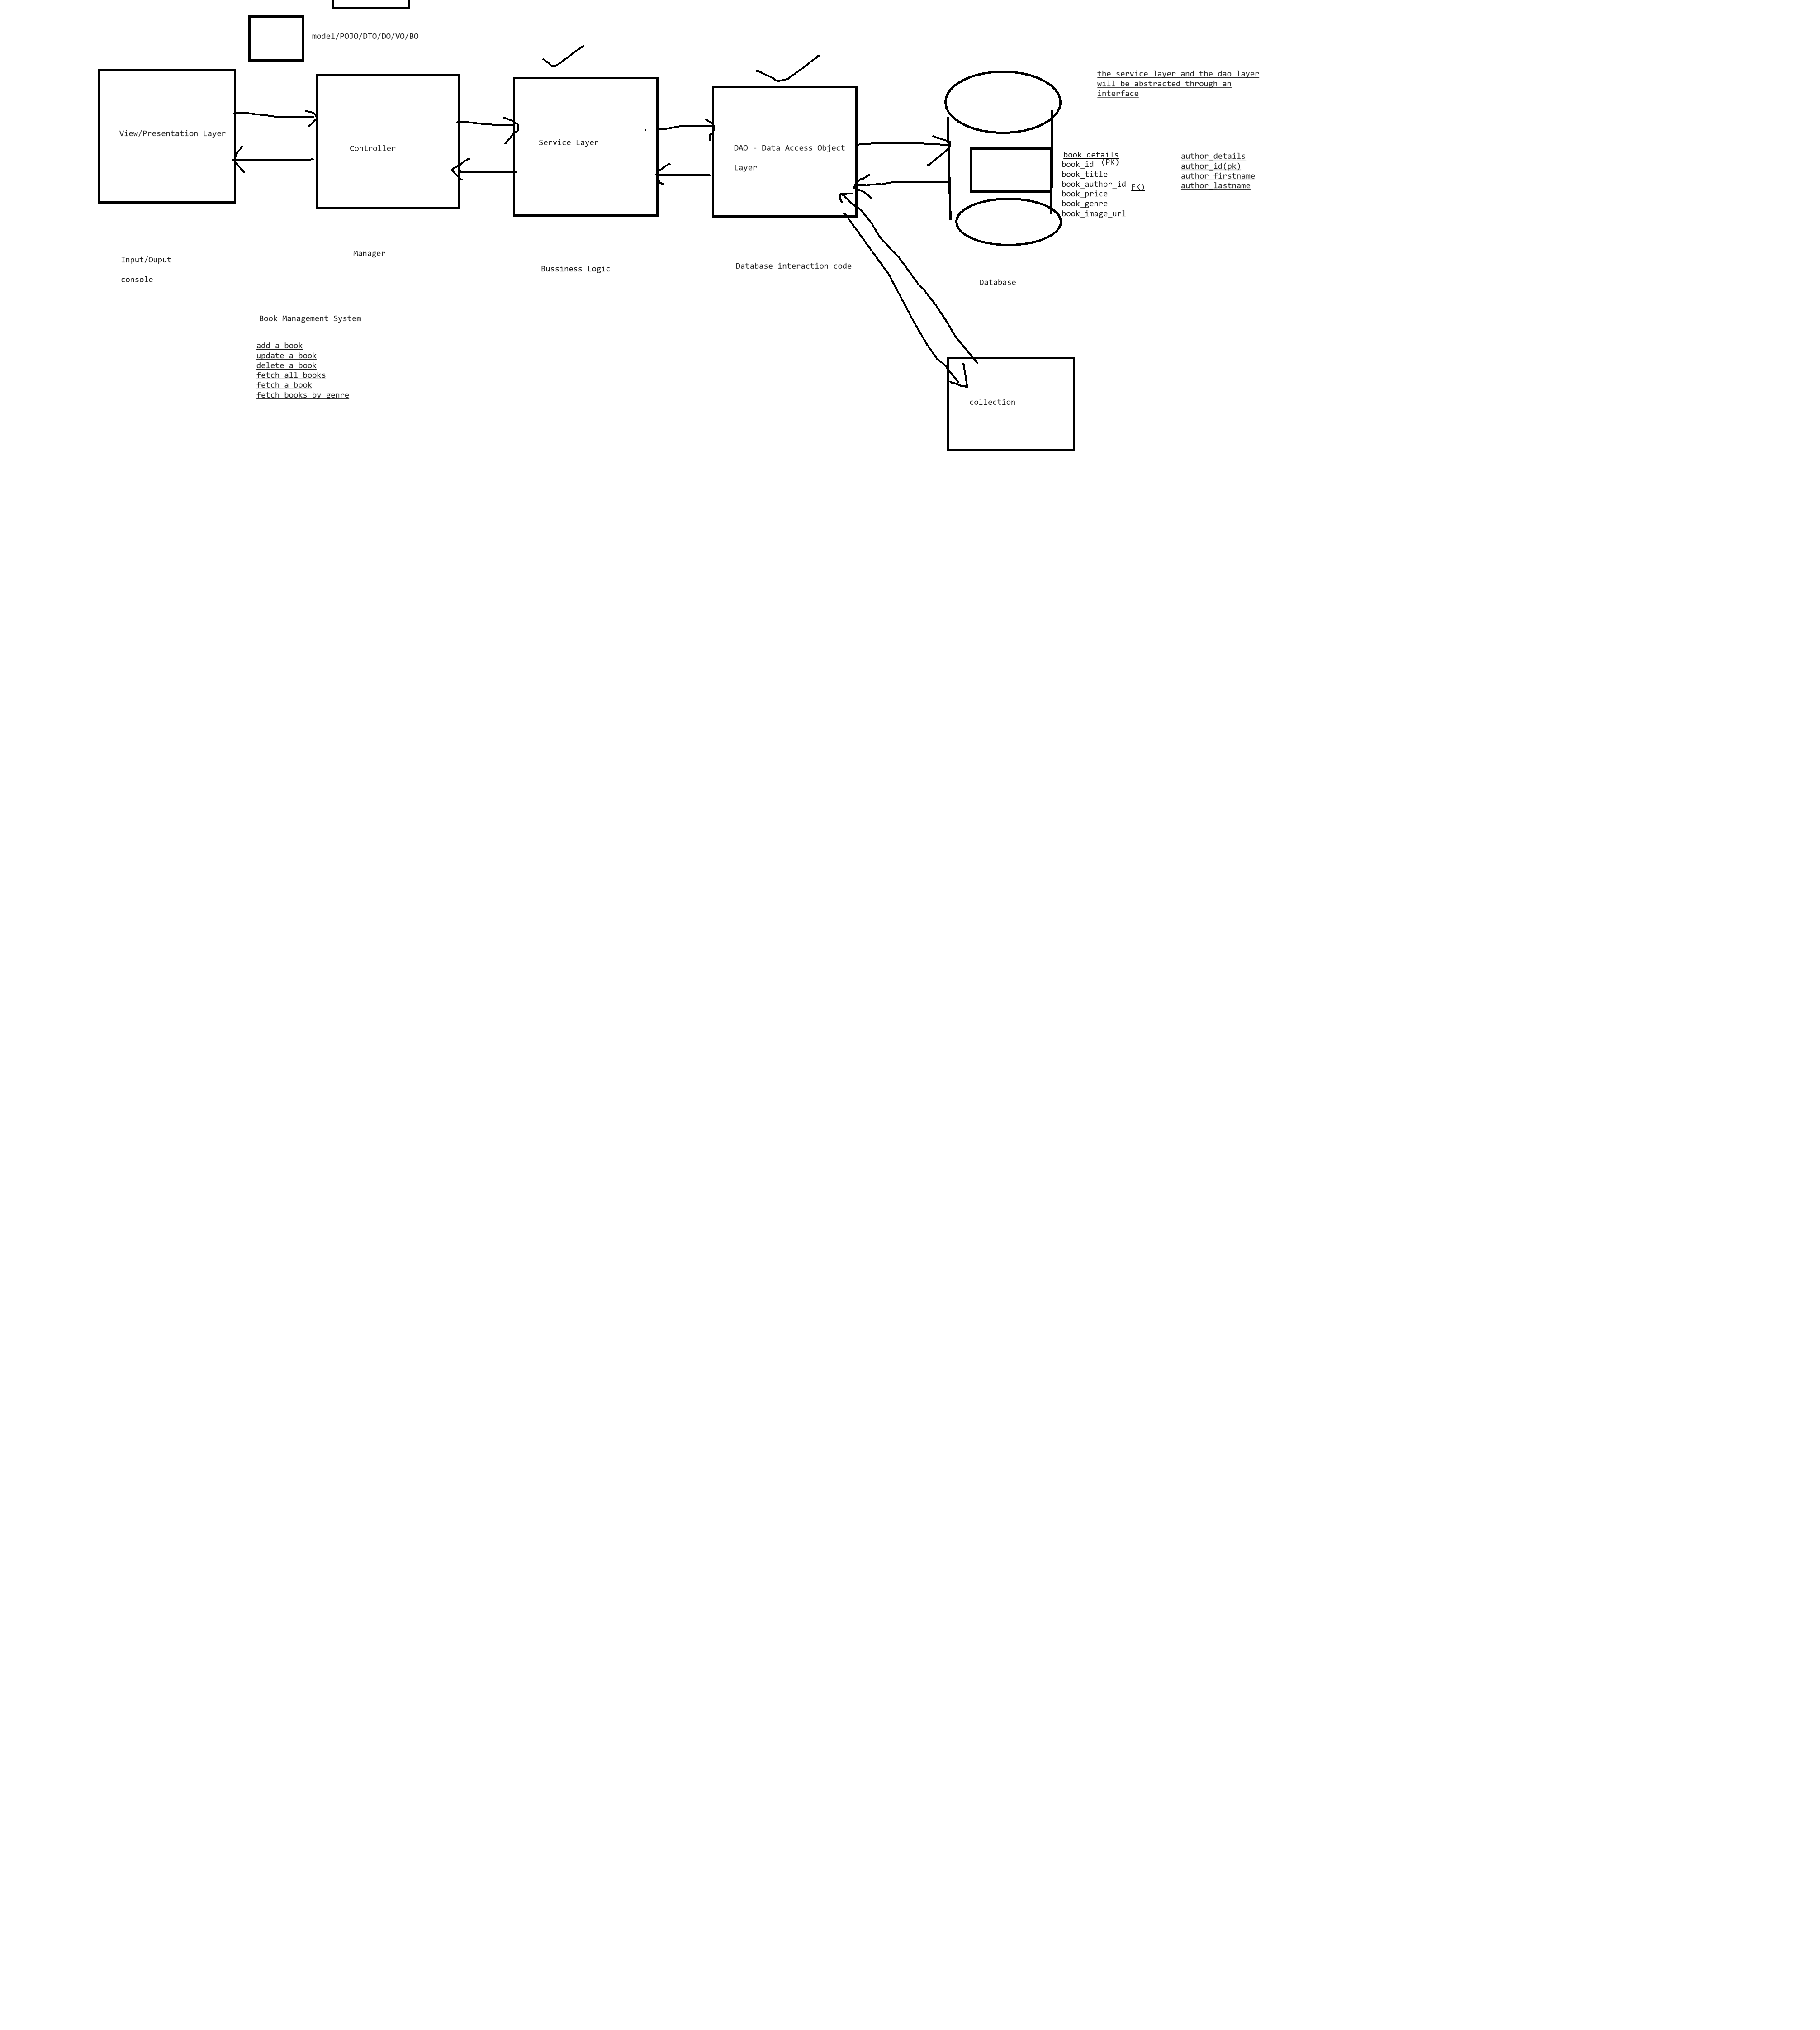 model/POJO/DTO/DO/VO/BO
the service layer and the dao layer
will be abstracted through an
interface
View/Presentation Layer
Controller
Service Layer
DAO - Data Access Object
Layer
book_details
book_id (PK)
book_title
book_author_id FK)
book_price
book_genre
book_image_url
author_details
author_id(pk)
author_firstname
author_lastname
Input/Ouput
console
Manager
Bussiness Logic
Database interaction code
Database
Book Management System
add a book
update a book
delete a book
fetch all books
fetch a book
fetch books by genre
collection